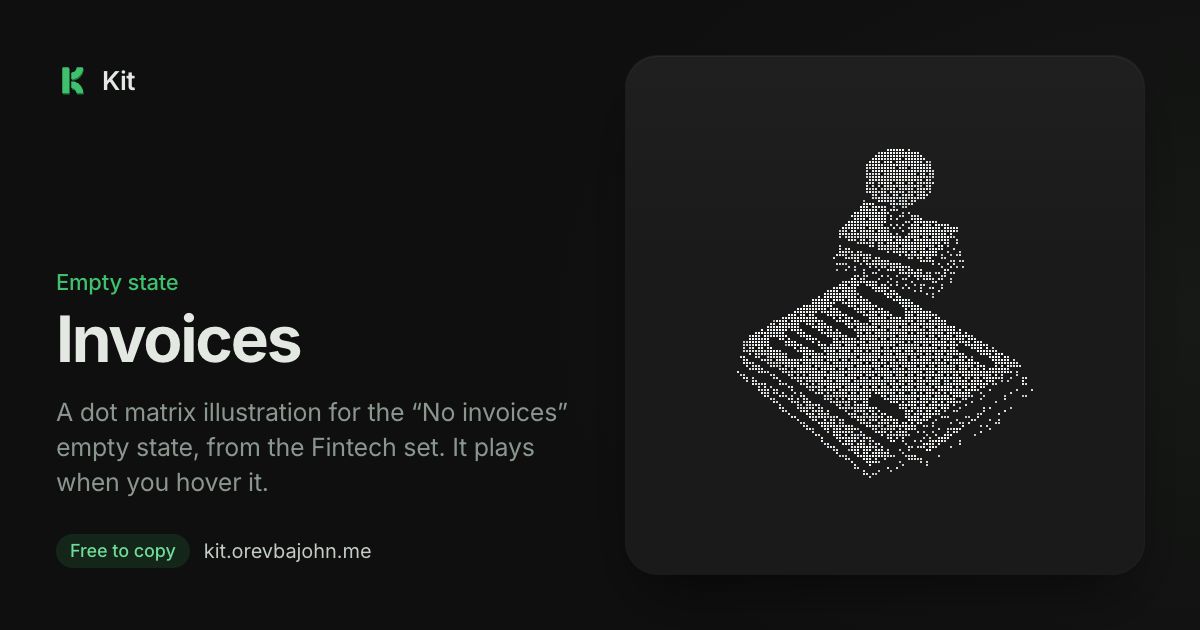 Kit
Empty state
Invoices
A dot matrix illustration for the “No invoices”
empty state, from the Fintech set. It plays
when you hover it.
Free to copy
kit.orevbajohn.me